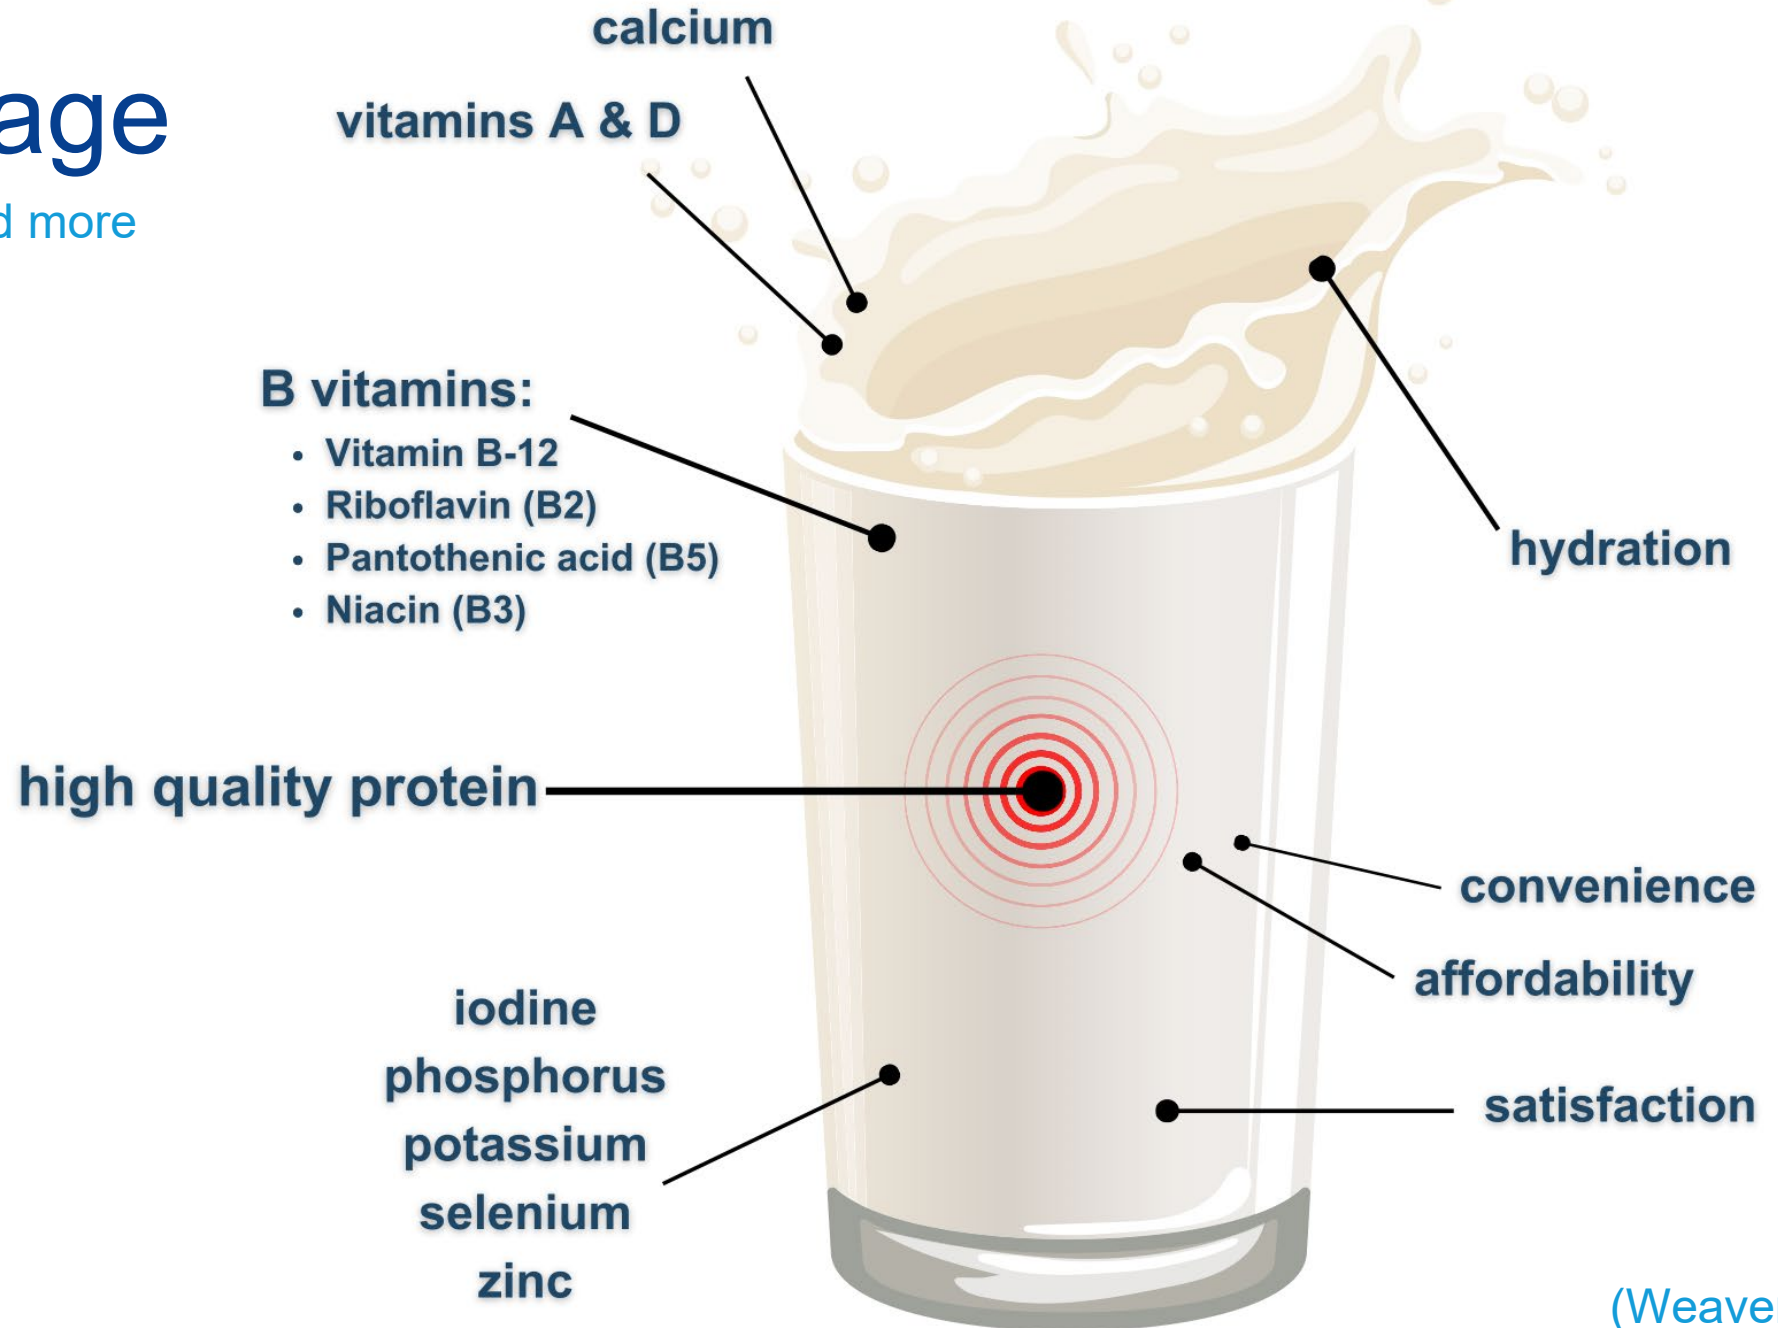 age
d more
calcium
vitamins A & D
B vitamins:
• Vitamin B-12
• Riboflavin (B2)
• Pantothenic acid (B5)
• Niacin (B3)
hydration
high quality protein
convenience
affordability
iodine
phosphorus
potassium
selenium
zinc
satisfaction
(Weave